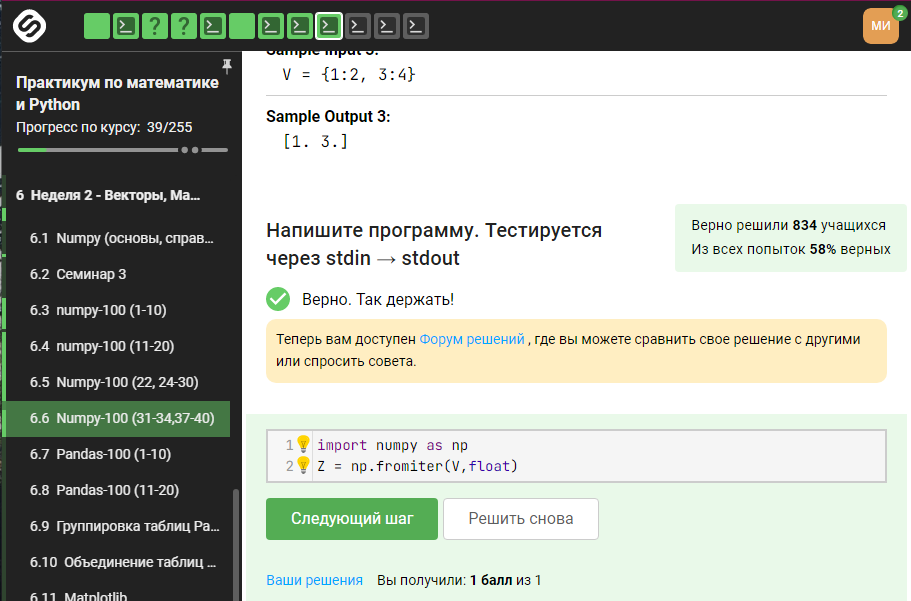 МИ
2
Практикум по математике
и Python
Прогресс по курсу: 39/255
6 Неделя 2 - Векторы, Ма...
6.1 Numpy (основы, справ...
6.2 Семинар 3
6.3 numpy-100 (1-10)
6.4 numpy-100 (11-20)
6.5 Numpy-100 (22, 24-30)
6.6 Numpy-100 (31-34,37-40)
6.7 Pandas-100 (1-10)
6.8 Pandas-100 (11-20)
6.9 Группировка таблиц Pa...
6.10 Объединение таблиц ...
6.11 Matplotlib
Sample Input 3:
V = {1:2, 3:4}
Sample Output 3:
[1. 3.]
Напишите программу. Тестируется
через stdin → stdout
Верно решили 834 учащихся
Из всех попыток 58% верных
Верно. Так держать!
Теперь вам доступен Форум решений , где вы можете сравнить свое решение с другими
или спросить совета.
1 import numpy as np
2 Z = np.fromiter(V,float)
Следующий шаг
Решить снова
Ваши решения Вы получили: 1 балл из 1